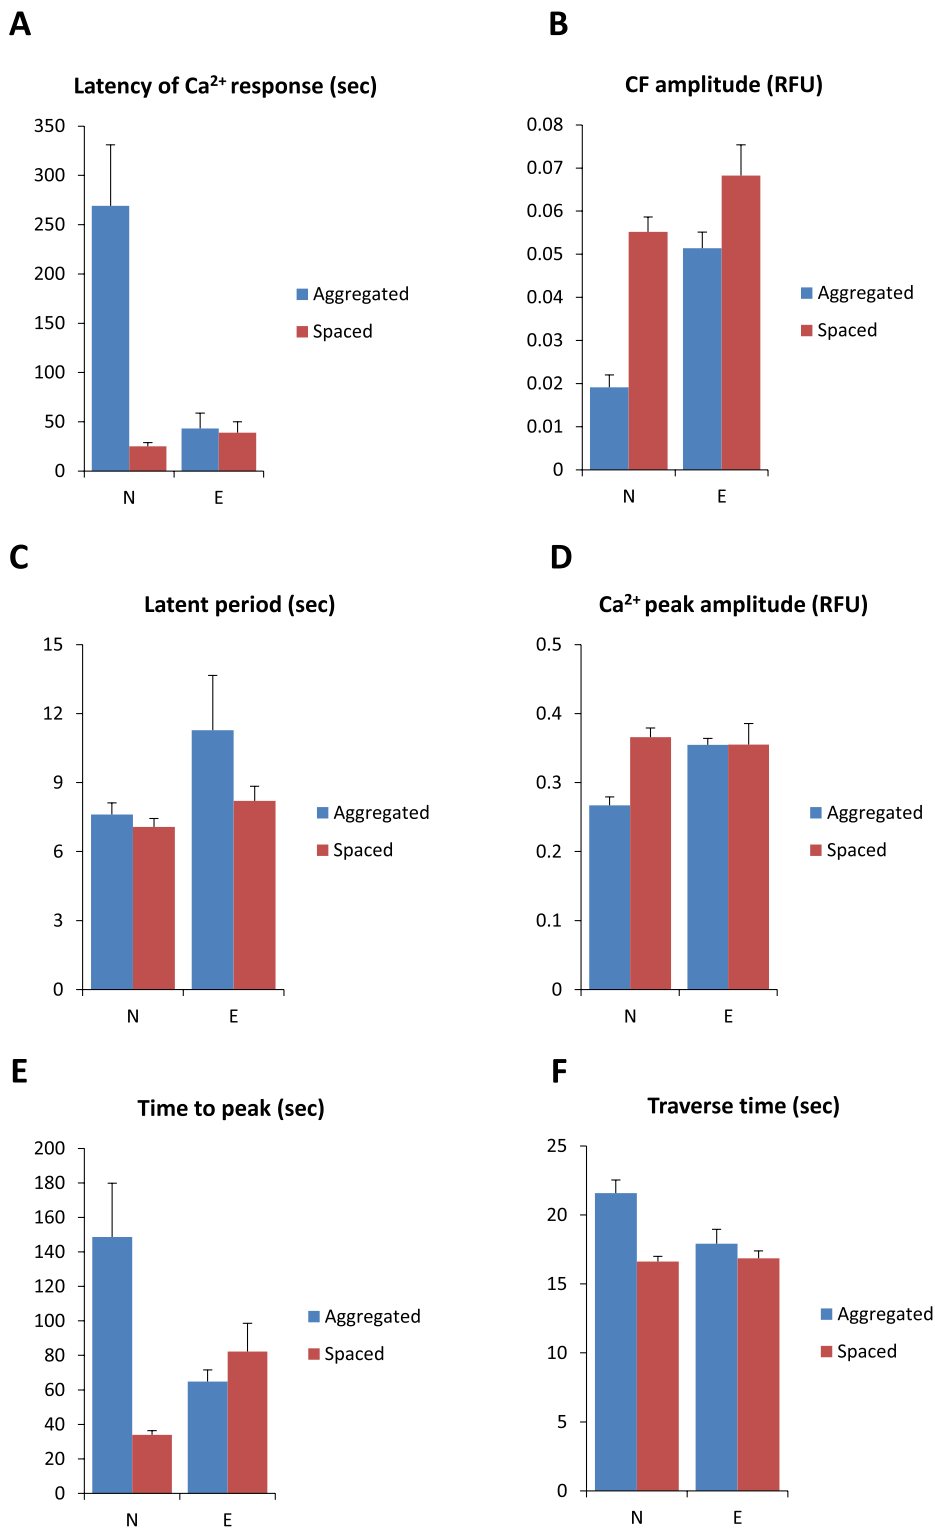 A
Latency of Ca²⁺ response (sec)
350
300
250
200
150
100
50
0
N
E
Aggregated
Spaced
B
CF amplitude (RFU)
0.08
0.07
0.06
0.05
0.04
0.03
0.02
0.01
0
N
E
Aggregated
Spaced
C
Latent period (sec)
15
12
9
6
3
0
N
E
Aggregated
Spaced
D
Ca²⁺ peak amplitude (RFU)
0.5
0.4
0.3
0.2
0.1
0
N
E
Aggregated
Spaced
E
Time to peak (sec)
200
180
160
140
120
100
80
60
40
20
0
N
E
Aggregated
Spaced
F
Traverse time (sec)
25
20
15
10
5
0
N
E
Aggregated
Spaced